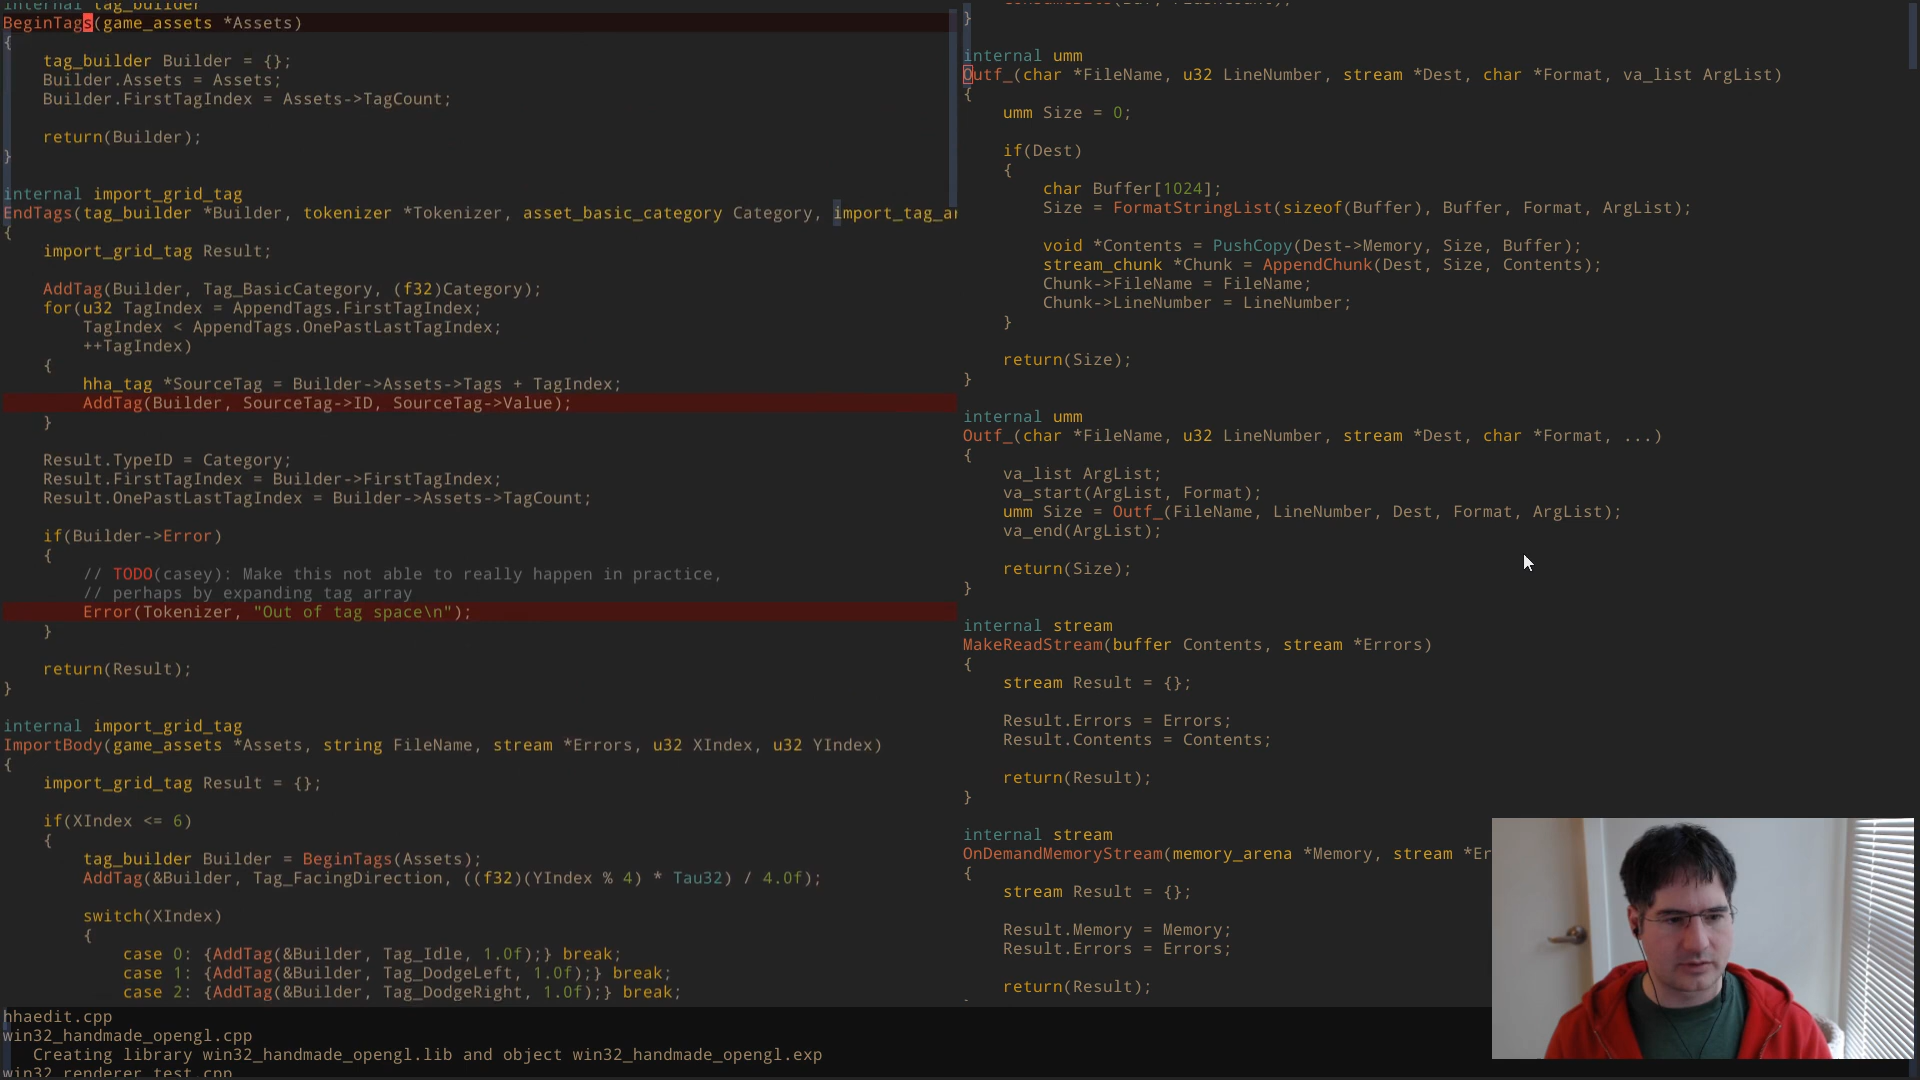 internal tag_builder
BeginTags(game_assets *Assets)
{
tag_builder Builder = {};
Builder.Assets = Assets;
Builder.FirstTagIndex = Assets->TagCount;
return(Builder);
}
internal import_grid_tag
EndTags(tag_builder *Builder, tokenizer *Tokenizer, asset_basic_category Category,
{
import_grid_tag Result;
AddTag(Builder, Tag_BasicCategory, (f32)Category);
for(u32 TagIndex = AppendTags.FirstTagIndex;
TagIndex < AppendTags.OnePastLastTagIndex;
++TagIndex)
{
hha_tag *SourceTag = Builder->Assets->Tags + TagIndex;
AddTag(Builder, SourceTag->ID, SourceTag->Value);
}
Result.TypeID = Category;
Result.FirstTagIndex = Builder->FirstTagIndex;
Result.OnePastLastTagIndex = Builder->Assets->TagCount;
if(Builder->Error)
{
// TODO(casey): Make this not able to really happen in practice,
// perhaps by expanding tag array
Error(Tokenizer, "Out of tag space\n");
}
return(Result);
}
internal import_grid_tag
ImportBody(game_assets *Assets, string FileName, stream *Errors, u32 XIndex, u32 YIndex)
{
import_grid_tag Result = {};
if(XIndex <= 6)
{
tag_builder Builder = BeginTags(Assets);
AddTag(&Builder, Tag_FacingDirection, ((f32)(YIndex % 4) * Tau32) / 4.0f);
switch(XIndex)
{
case 0: {AddTag(&Builder, Tag_Idle, 1.0f);} break;
case 1: {AddTag(&Builder, Tag_DodgeLeft, 1.0f);} break;
case 2: {AddTag(&Builder, Tag_DodgeRight, 1.0f);} break;
}
internal umm
Outf_(char *FileName, u32 LineNumber, stream *Dest, char *Format, va_list ArgList)
{
umm Size = 0;
if(Dest)
{
char Buffer[1024];
Size = FormatStringList(sizeof(Buffer), Buffer, Format, ArgList);
void *Contents = PushCopy(Dest->Memory, Size, Buffer);
stream_chunk *Chunk = AppendChunk(Dest, Size, Contents);
Chunk->FileName = FileName;
Chunk->LineNumber = LineNumber;
}
return(Size);
}
internal umm
Outf_(char *FileName, u32 LineNumber, stream *Dest, char *Format, ...)
{
va_list ArgList;
va_start(ArgList, Format);
umm Size = Outf_(FileName, LineNumber, Dest, Format, ArgList);
va_end(ArgList);
return(Size);
}
internal stream
MakeReadStream(buffer Contents, stream *Errors)
{
stream Result = {};
Result.Errors = Errors;
Result.Contents = Contents;
return(Result);
}
internal stream
OnDemandMemoryStream(memory_arena *Memory, stream *Er
{
stream Result = {};
Result.Memory = Memory;
Result.Errors = Errors;
return(Result);
hhaedit.cpp
win32_handmade_opengl.cpp
Creating library win32_handmade_opengl.lib and object win32_handmade_opengl.exp
win32_renderer_test.cpp